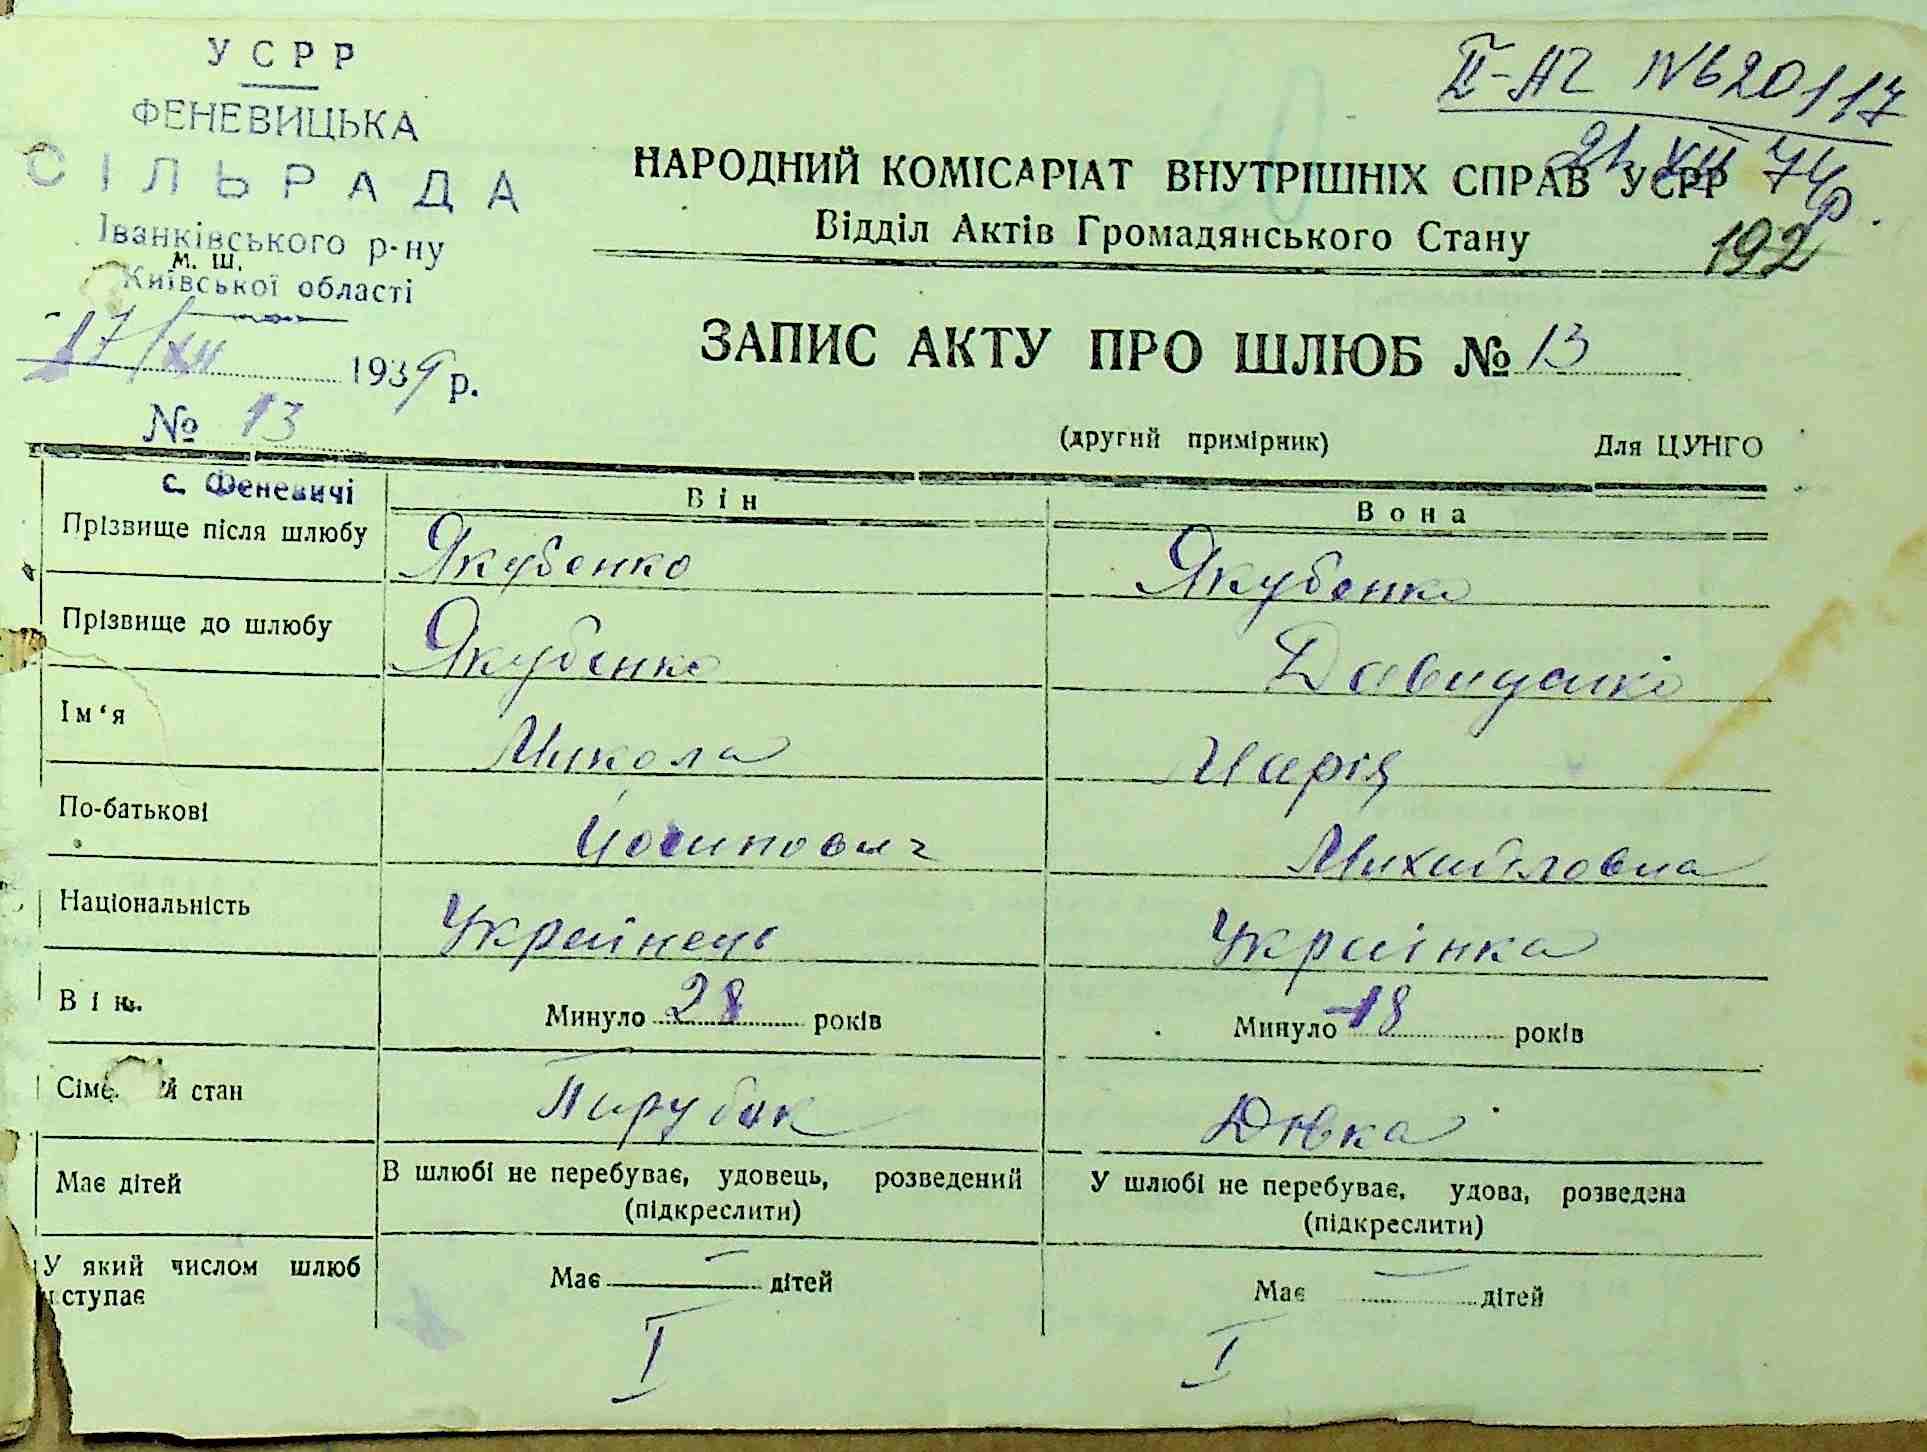 УСРР
ФЕНЕВИЦЬКА
СІЛЬРАДА
Іванківського р-ну
м. ш.
Київської області
17/XII 1939 р.
№ 13
II-АГ №620117
21 XII 74р.
192
НАРОДНИЙ КОМІСАРІАТ ВНУТРІШНІХ СПРАВ УСРР
Відділ Актів Громадянського Стану
ЗАПИС АКТУ ПРО ШЛЮБ № 13
(другий примірник) Для ЦУНГО
с. Феневичі
Він Вона
Прізвище після шлюбу Якубенко Якубенко
Прізвище до шлюбу Якубенко Давиденко
Ім‘я Микола Марія
По-батькові Йосипович Михайловна
Національність Українець Українка
Вік. Минуло 28 років Минуло 18 років
Сіме й стан Парубок Дівка
Має дітей В шлюбі не перебуває, удовець, розведений У шлюбі не перебуває, удова, розведена
(підкреслити) (підкреслити)
У який числом шлюб Має — дітей Має — дітей
ступає I I